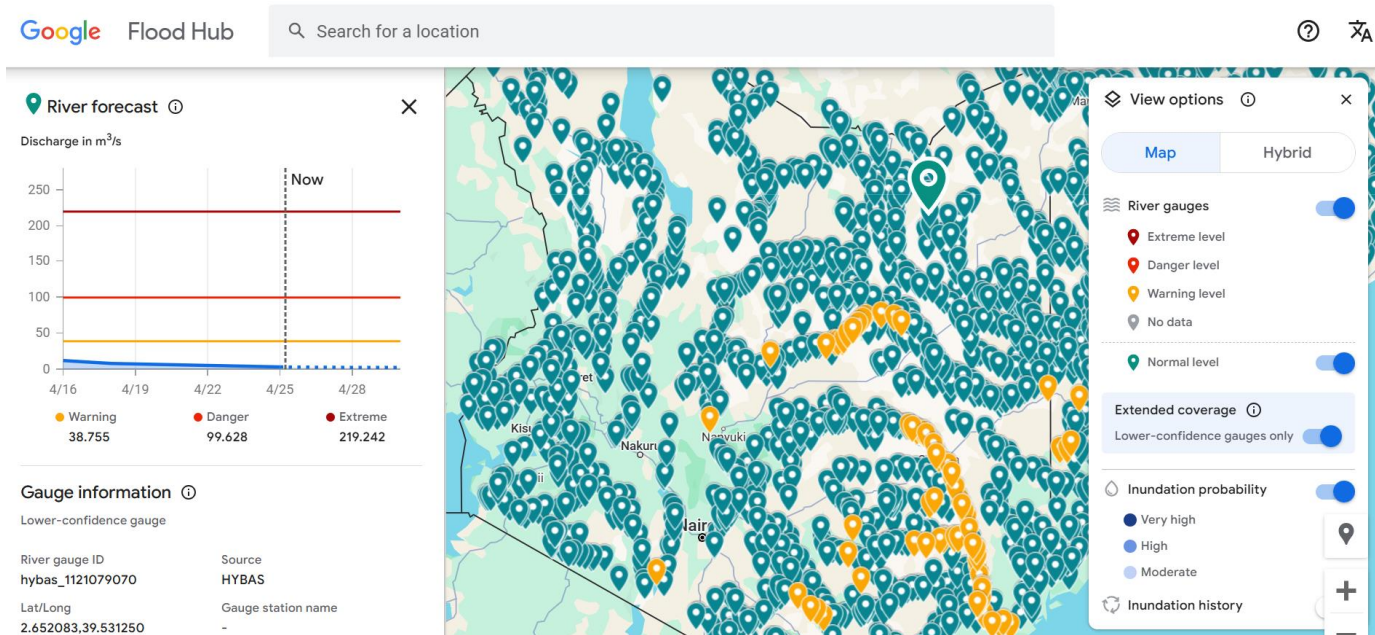 Google Flood Hub
Search for a location
River forecast
Discharge in m³/s
Now
250
200
150
100
50
0
4/16 4/19 4/22 4/25 4/28
Warning Danger Extreme
38.755 99.628 219.242
Gauge information
Lower-confidence gauge
River gauge ID Source
hybas_1121079070 HYBAS
Lat/Long Gauge station name
2.652083,39.531250 -
Nakuru
Nanyuki
View options
Map Hybrid
River gauges
Extreme level
Danger level
Warning level
No data
Normal level
Extended coverage
Lower-confidence gauges only
Inundation probability
Very high
High
Moderate
Inundation history